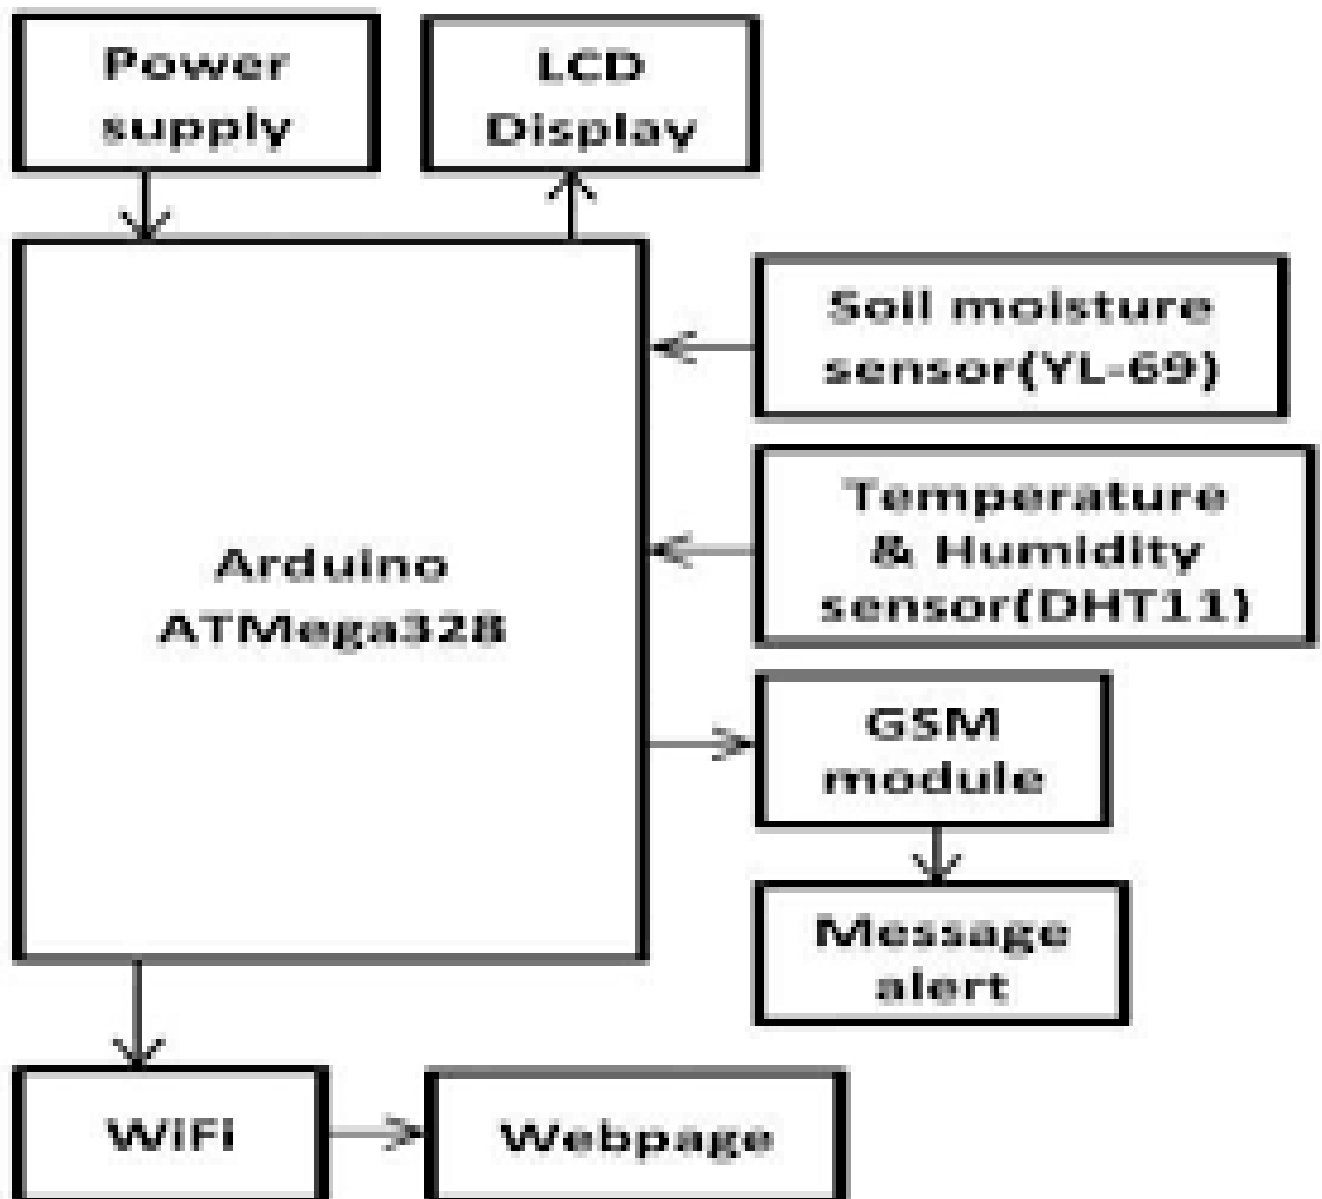 Power
supply
LCD
Display
Soil moisture
sensor(YL-69)
Temperature
& Humidity
sensor(DHT11)
Arduino
ATMega328
GSM
module
Message
alert
WiFi
Webpage